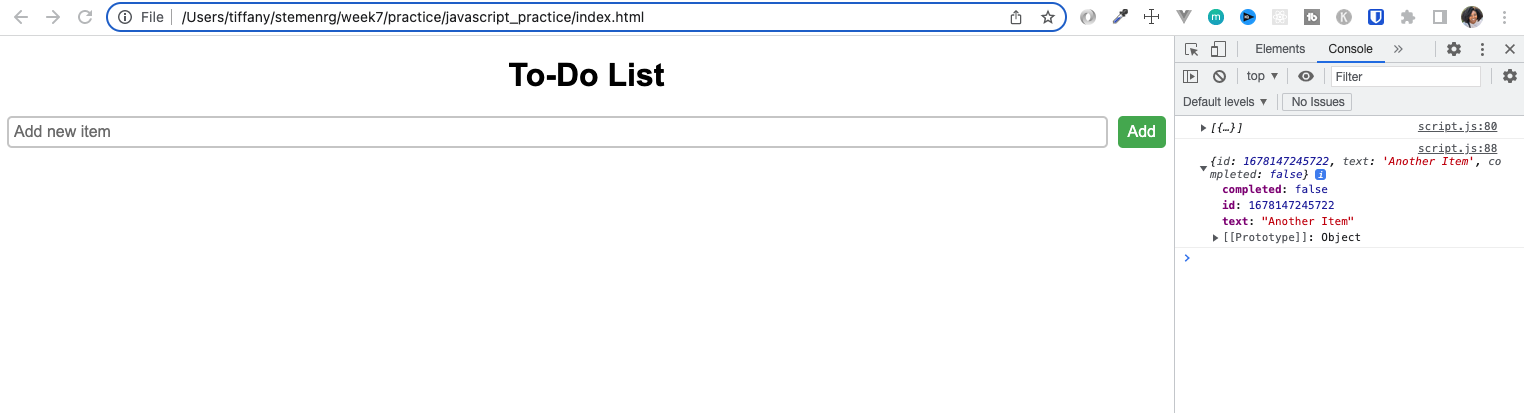 File /Users/tiffany/stemenrg/week7/practice/javascript_practice/index.html
To-Do List
Add new item
Add
Elements Console
top
Filter
Default levels No Issues
[{…}] script.js:80
script.js:88
{id: 1678147245722, text: 'Another Item', co
mpleted: false}
completed: false
id: 1678147245722
text: "Another Item"
[[Prototype]]: Object